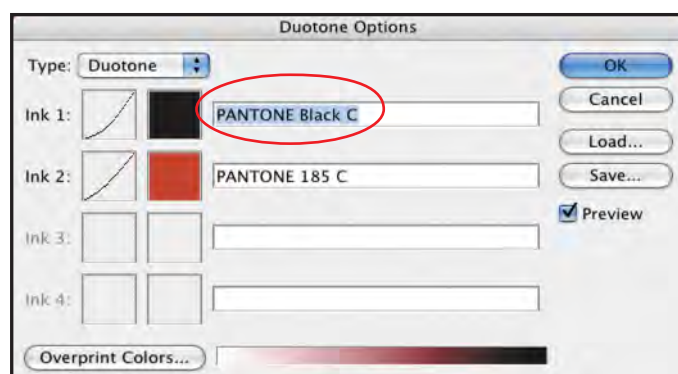 Duotone Options
Type: Duotone
OK
Ink 1: PANTONE Black C
Cancel
Load...
Ink 2: PANTONE 185 C
Save...
Preview
Ink 3:
Ink 4:
Overprint Colors...